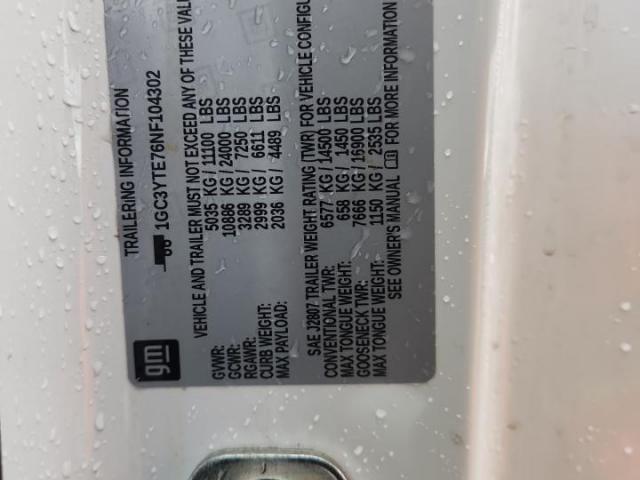 TRAILERING INFORMATION
1GC3YTE76NF104302
VEHICLE AND TRAILER MUST NOT EXCEED ANY OF THESE VALU
GVWR: 5035 KG / 11100 LBS
GCWR: 10886 KG / 24000 LBS
RGAWR: 3289 KG / 7250 LBS
CURB WEIGHT: 2999 KG / 6611 LBS
MAX PAYLOAD: 2036 KG / 4489 LBS
SAE J2807 TRAILER WEIGHT RATING (TWR) FOR VEHICLE CONFIGU
CONVENTIONAL TWR: 6577 KG / 14500 LBS
MAX TONGUE WEIGHT: 658 KG / 1450 LBS
GOOSENECK TWR: 7666 KG / 16900 LBS
MAX TONGUE WEIGHT: 1150 KG / 2535 LBS
SEE OWNER'S MANUAL FOR MORE INFORMATION
gm